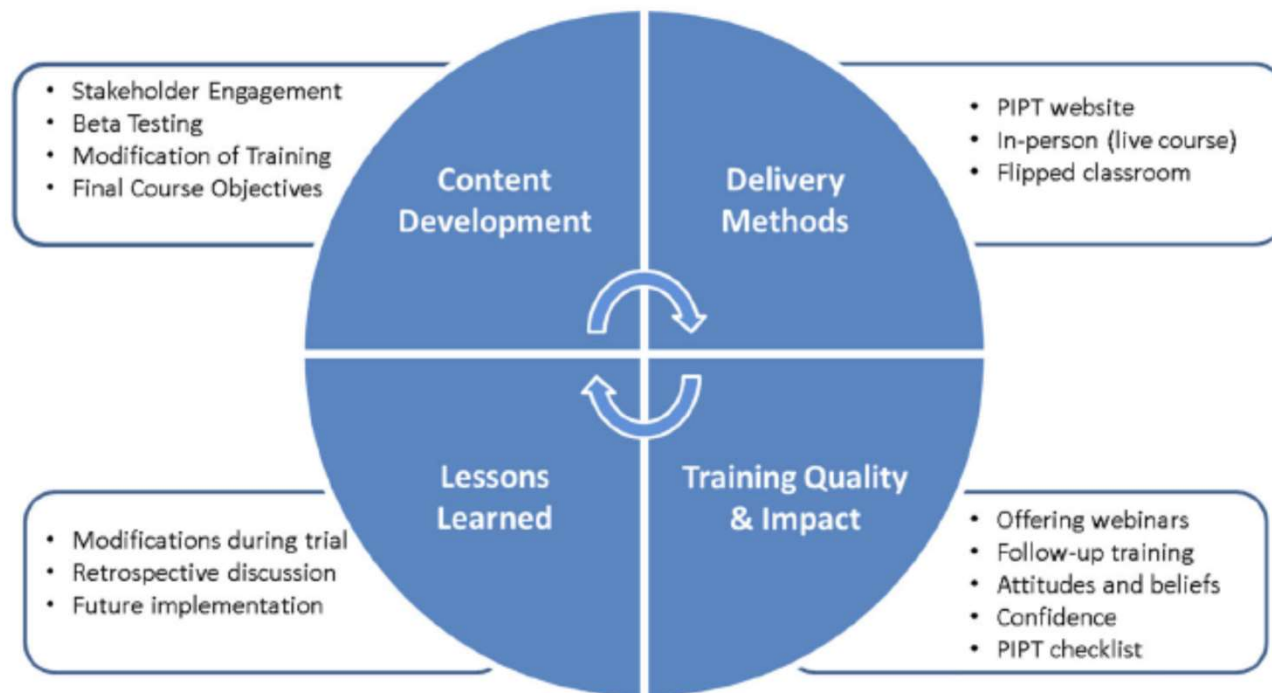 • Stakeholder Engagement
• Beta Testing
• Modification of Training
• Final Course Objectives
Content
Development
Delivery
Methods
• PIPT website
• In-person (live course)
• Flipped classroom
Lessons
Learned
Training Quality
& Impact
• Modifications during trial
• Retrospective discussion
• Future implementation
• Offering webinars
• Follow-up training
• Attitudes and beliefs
• Confidence
• PIPT checklist